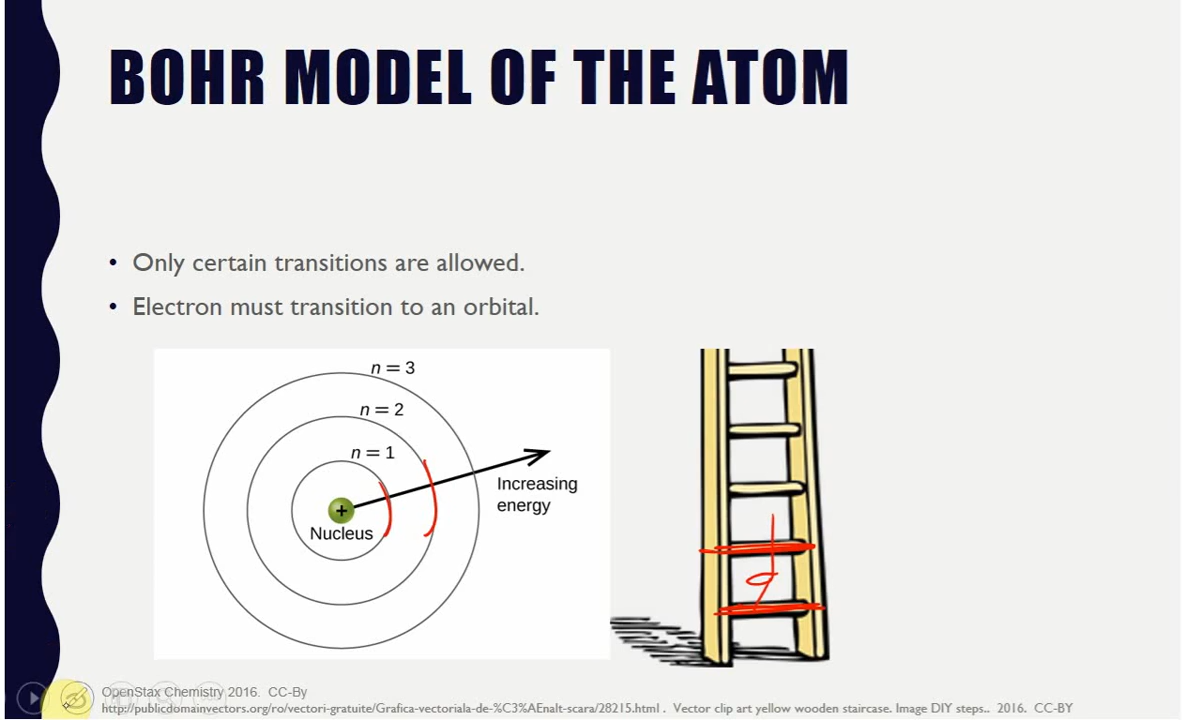 BOHR MODEL OF THE ATOM
• Only certain transitions are allowed.
• Electron must transition to an orbital.
n = 3
n = 2
n = 1
+
Nucleus
Increasing
energy
OpenStax Chemistry 2016. CC-By
http://publicdomainvectors.org/ro/vectori-gratuite/Grafica-vectoriala-de-%C3%AEnalt-scara/28215.html . Vector clip art yellow wooden staircase. Image DIY steps.. 2016. CC-BY